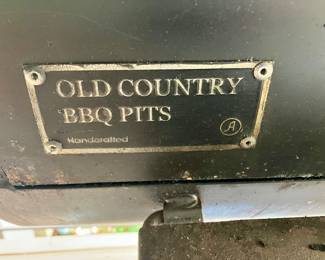 OLD COUNTRY
BBQ PITS
Handcrafted
A